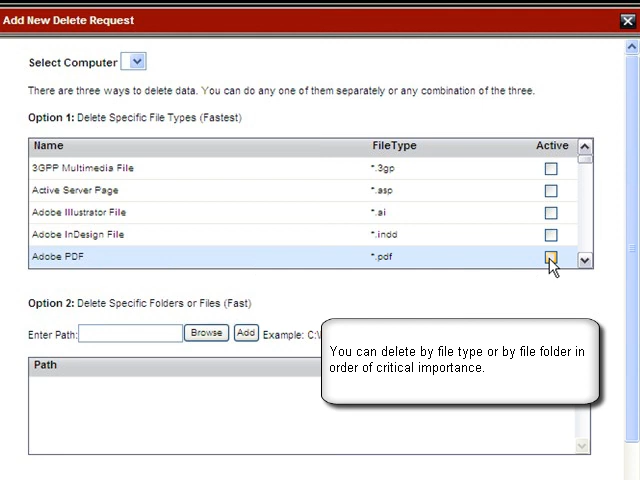 Add New Delete Request
Select Computer
There are three ways to delete data. You can do any one of them separately or any combination of the three.
Option 1: Delete Specific File Types (Fastest)
Name FileType Active
3GPP Multimedia File *.3gp
Active Server Page *.asp
Adobe Illustrator File *.ai
Adobe InDesign File *.indd
Adobe PDF *.pdf
Option 2: Delete Specific Folders or Files (Fast)
Enter Path: Browse Add Example: C:\
You can delete by file type or by file folder in
order of critical importance.
Path